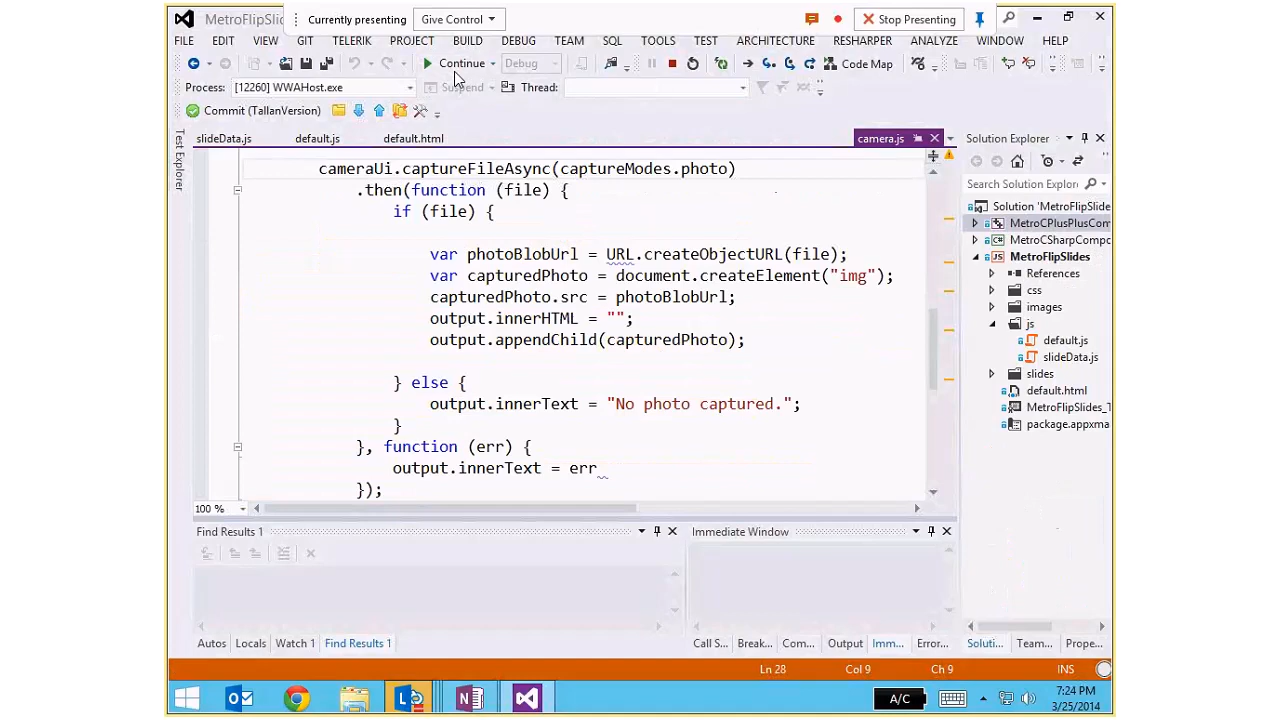 MetroFlipSlid
Currently presenting
Give Control
Stop Presenting
FILE EDIT VIEW GIT TELERIK PROJECT BUILD DEBUG TEAM SQL TOOLS TEST ARCHITECTURE RESHARPER ANALYZE WINDOW HELP
Continue Debug Code Map
Process: [12260] WWAHost.exe Suspend Thread:
Commit (TallanVersion)
Test Explorer
slideData.js default.js default.html camera.js
cameraUi.captureFileAsync(captureModes.photo)
.then(function (file) {
if (file) {
var photoBlobUrl = URL.createObjectURL(file);
var capturedPhoto = document.createElement("img");
capturedPhoto.src = photoBlobUrl;
output.innerHTML = "";
output.appendChild(capturedPhoto);
} else {
output.innerText = "No photo captured.";
}
}, function (err) {
output.innerText = err
});
100 %
Solution Explorer
Search Solution Explo
Solution 'MetroFlipSlide
MetroCPlusPlusCom
MetroCSharpCompo
MetroFlipSlides
References
css
images
js
default.js
slideData.js
slides
default.html
MetroFlipSlides_T
package.appxma
Find Results 1
Immediate Window
Autos Locals Watch 1 Find Results 1
Call S... Break... Com... Output Imm... Error...
Soluti... Team... Prope...
Ln 28 Col 9 Ch 9 INS
A/C
7:24 PM
3/25/2014